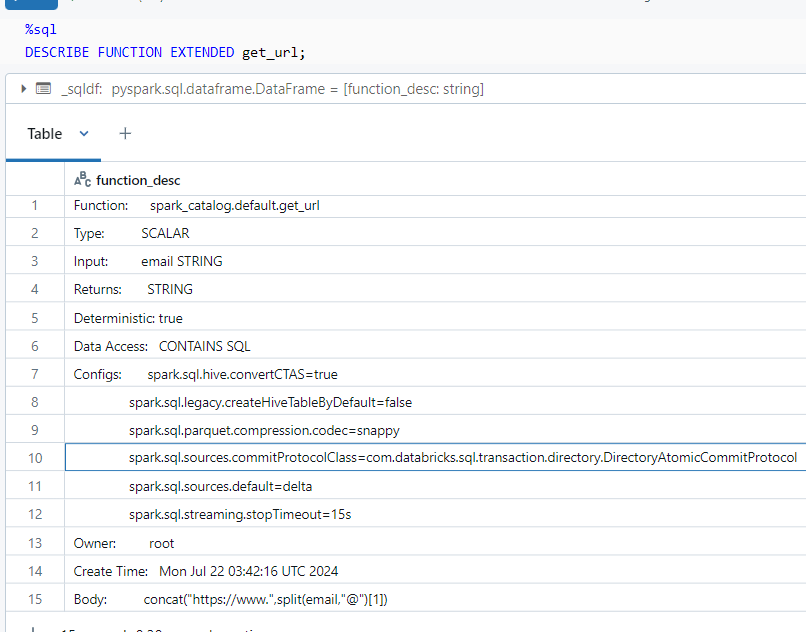 %sql
DESCRIBE FUNCTION EXTENDED get_url;
_sqldf: pyspark.sql.dataframe.DataFrame = [function_desc: string]
Table
ABC function_desc
1 Function: spark_catalog.default.get_url
2 Type: SCALAR
3 Input: email STRING
4 Returns: STRING
5 Deterministic: true
6 Data Access: CONTAINS SQL
7 Configs: spark.sql.hive.convertCTAS=true
8 spark.sql.legacy.createHiveTableByDefault=false
9 spark.sql.parquet.compression.codec=snappy
10 spark.sql.sources.commitProtocolClass=com.databricks.sql.transaction.directory.DirectoryAtomicCommitProtocol
11 spark.sql.sources.default=delta
12 spark.sql.streaming.stopTimeout=15s
13 Owner: root
14 Create Time: Mon Jul 22 03:42:16 UTC 2024
15 Body: concat("https://www.",split(email,"@")[1])